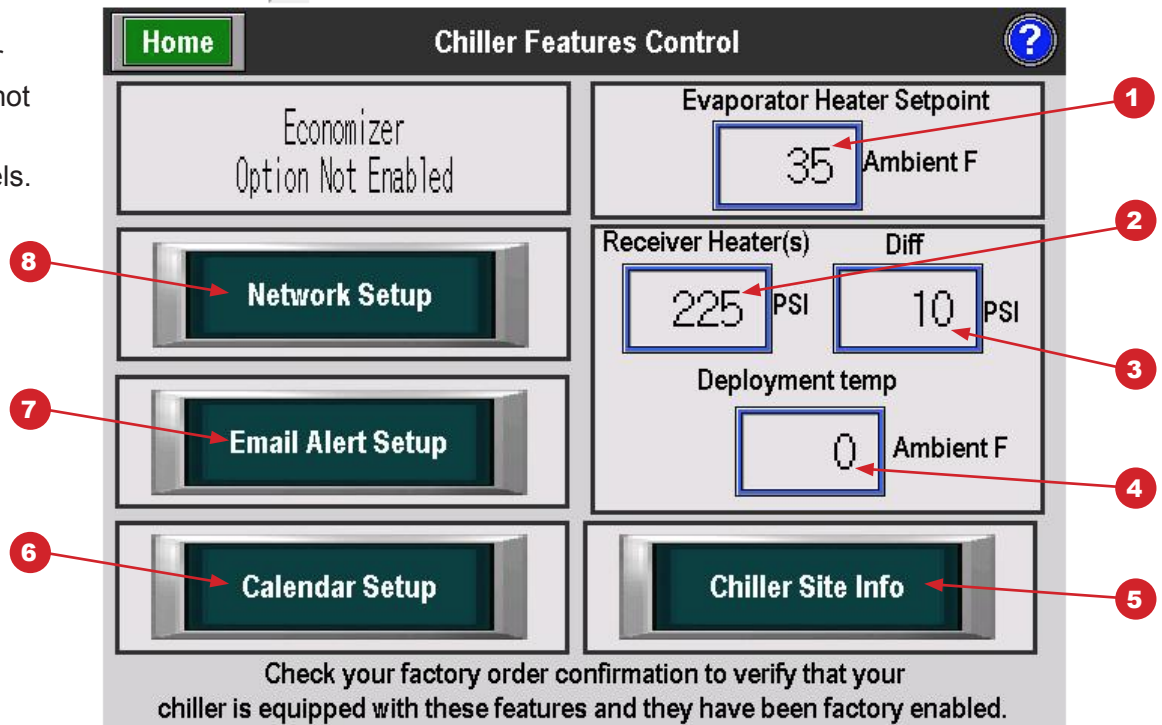 not
els.
Home
Chiller Features Control
?
Economizer
Option Not Enabled
Evaporator Heater Setpoint
35
Ambient F
1
Receiver Heater(s)
Diff
2
225
PSI
10
PSI
3
Deployment temp
0
Ambient F
4
8
Network Setup
7
Email Alert Setup
6
Calendar Setup
Chiller Site Info
5
Check your factory order confirmation to verify that your
chiller is equipped with these features and they have been factory enabled.